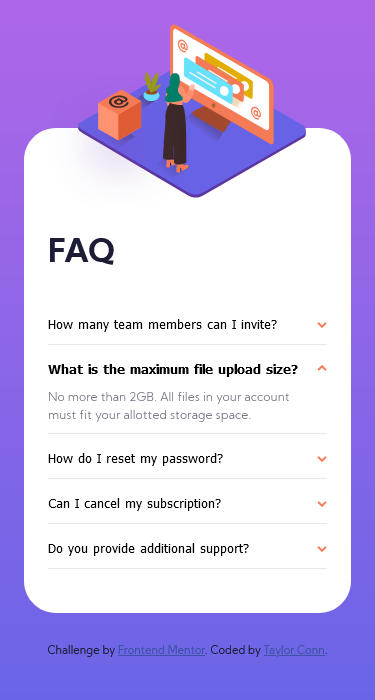 @
@
@
FAQ
How many team members can I invite?
What is the maximum file upload size?
No more than 2GB. All files in your account
must fit your allotted storage space.
How do I reset my password?
Can I cancel my subscription?
Do you provide additional support?
Challenge by Frontend Mentor. Coded by Taylor Conn.